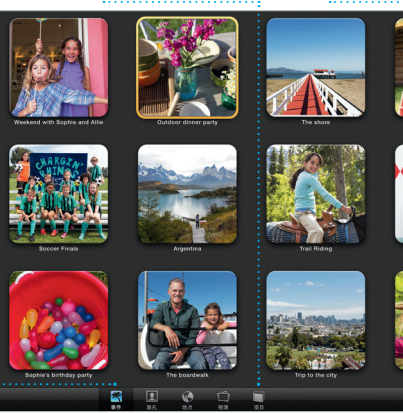 Weekend with Sophie and Allie
Outdoor dinner party
The shore
CHARGIN'
Soccer Finals
Argentina
Trail Riding
Sophie's birthday party
The boardwalk
Trip to the city
事件
面孔
地点
相簿
项目